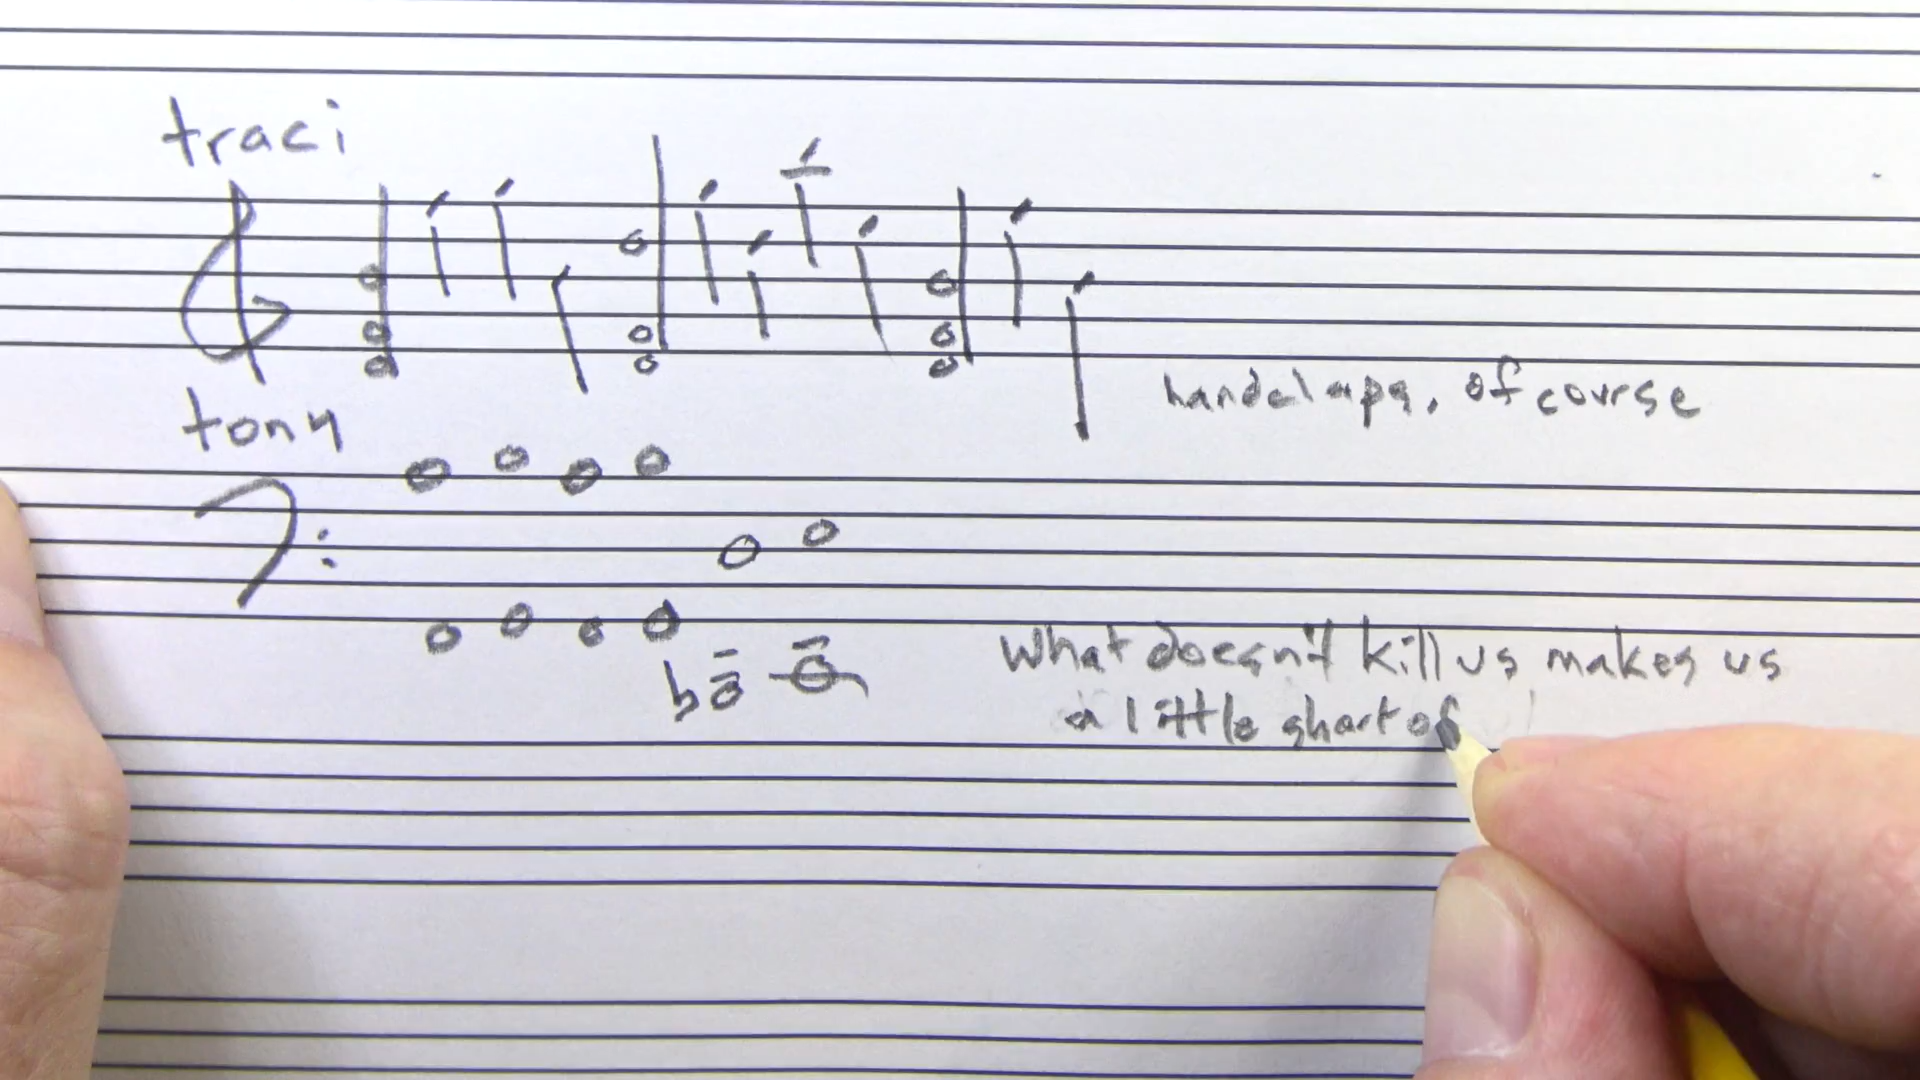 traci
tony
handclaps, of course
What doesn't kill us makes us
a little short of